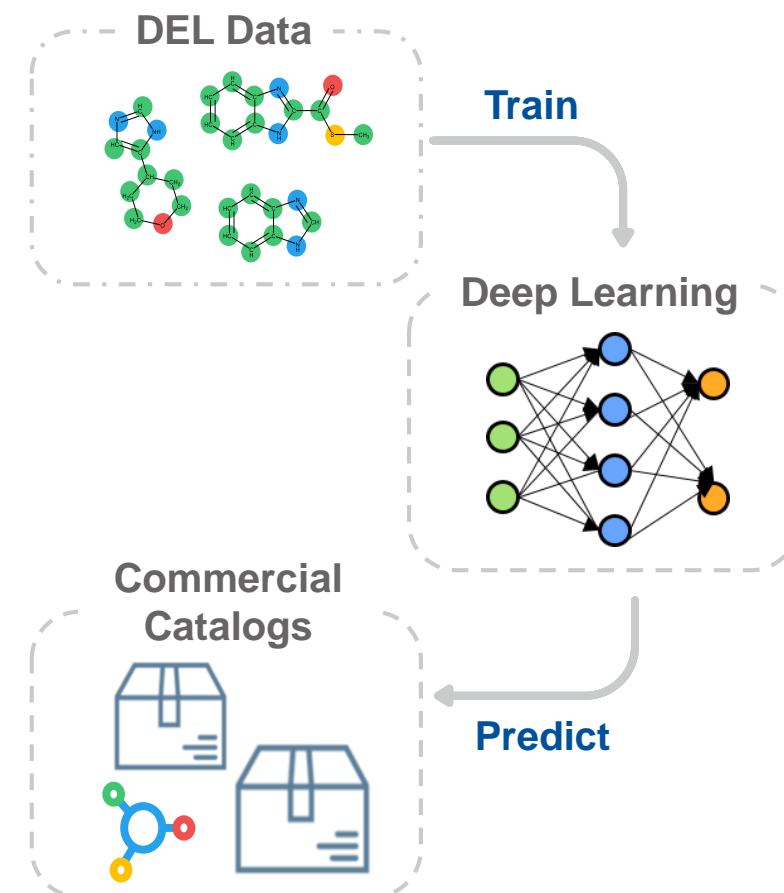 DEL Data
Train
Deep Learning
Commercial
Catalogs
Predict